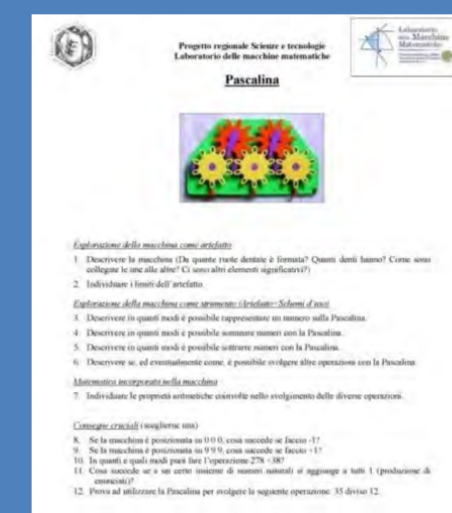 Progetto regionale Scienze e tecnologie
Laboratorio delle macchine matematiche
Laboratorio
delle Macchine
Matematiche
Pascalina
Esplorazione della macchina come artefatto
1. Descrivere la macchina (Da quante ruote dentate è formata? Quanti denti hanno? Come sono
collegate le une alle altre? Ci sono altri elementi significativi?)
2. Individuare i limiti dell'artefatto.
Esplorazione della macchina come strumento (Artefatto+Schemi d'uso)
3. Descrivere in quanti modi è possibile rappresentare un numero sulla Pascalina.
4. Descrivere in quanti modi è possibile sommare numeri con la Pascalina.
5. Descrivere in quanti modi è possibile sottrarre numeri con la Pascalina.
6. Descrivere se, ed eventualmente come, è possibile svolgere altre operazioni con la Pascalina.
Matematica incorporata nella macchina
7. Individuare le proprietà aritmetiche coinvolte nello svolgimento delle diverse operazioni.
Consegne cruciali (sceglierne una)
8. Se la macchina è posizionata su 0 0 0, cosa succede se faccio -1?
9. Se la macchina è posizionata su 9 9 9, cosa succede se faccio +1?
10. In quanti e quali modi puoi fare l'operazione 278 +38?
11. Cosa succede se a un certo insieme di numeri naturali si aggiunge a tutti 1 (produzione di
enunciati)?
12. Prova ad utilizzare la Pascalina per svolgere la seguente operazione: 35 diviso 12.